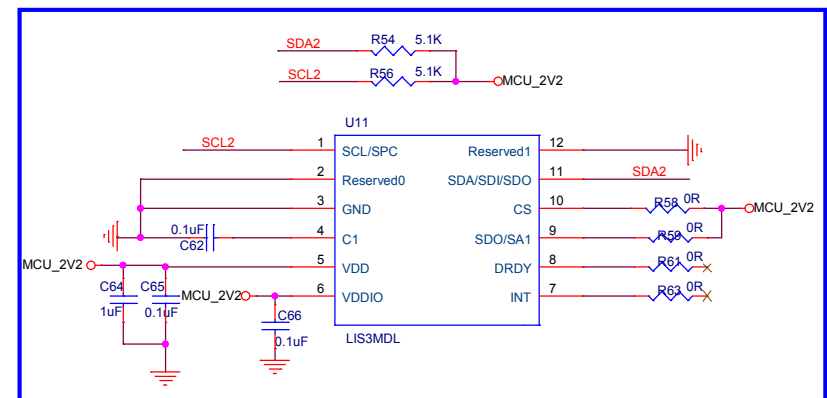 SDA2 R54 5.1K
SCL2 R56 5.1K MCU_2V2
U11
SCL2 1 SCL/SPC Reserved1 12
2 Reserved0 SDA/SDI/SDO 11 SDA2
3 GND CS 10 R58 0R MCU_2V2
0.1uF C62 4 C1 SDO/SA1 9 R59 0R
MCU_2V2 5 VDD DRDY 8 R61 0R
MCU_2V2 6 VDDIO INT 7 R63 0R
C64 C65 C66
1uF 0.1uF 0.1uF
LIS3MDL